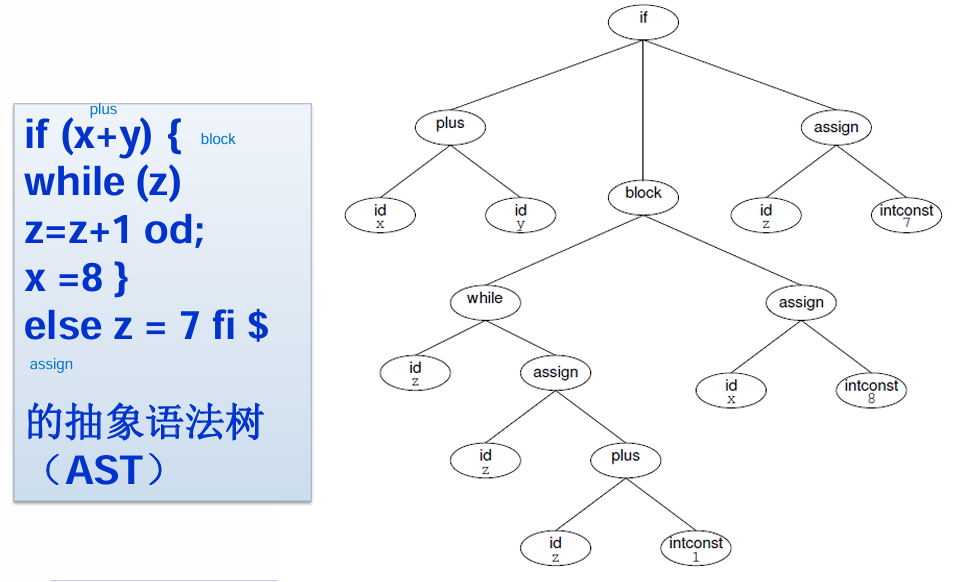 plus
if (x+y) {
block
while (z)
z=z+1 od;
x =8 }
else z = 7 fi $
assign
的抽象语法树
（AST）
if
plus
assign
id
x
id
y
block
id
z
intconst
7
while
assign
id
z
assign
id
x
intconst
8
id
z
plus
id
z
intconst
1